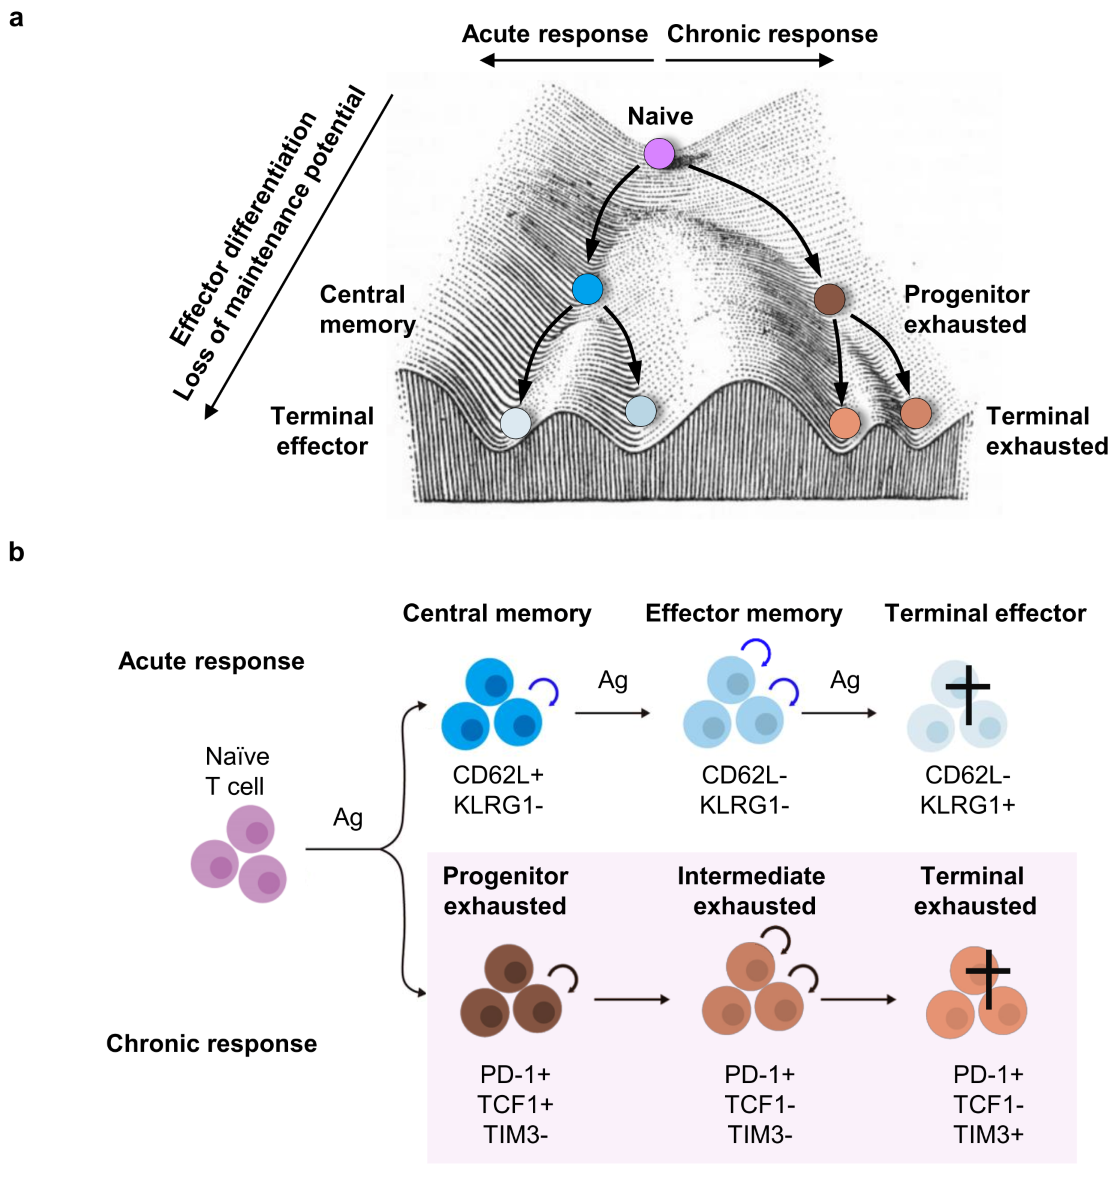 a
Acute response
Chronic response
Naive
Effector differentiation
Loss of maintenance potential
Central
memory
Progenitor
exhausted
Terminal
effector
Terminal
exhausted
b
Central memory
Effector memory
Terminal effector
Acute response
Ag
Ag
Naïve
T cell
CD62L+
KLRG1-
CD62L-
KLRG1-
CD62L-
KLRG1+
Ag
Progenitor
exhausted
Intermediate
exhausted
Terminal
exhausted
Chronic response
PD-1+
TCF1+
TIM3-
PD-1+
TCF1-
TIM3-
PD-1+
TCF1-
TIM3+